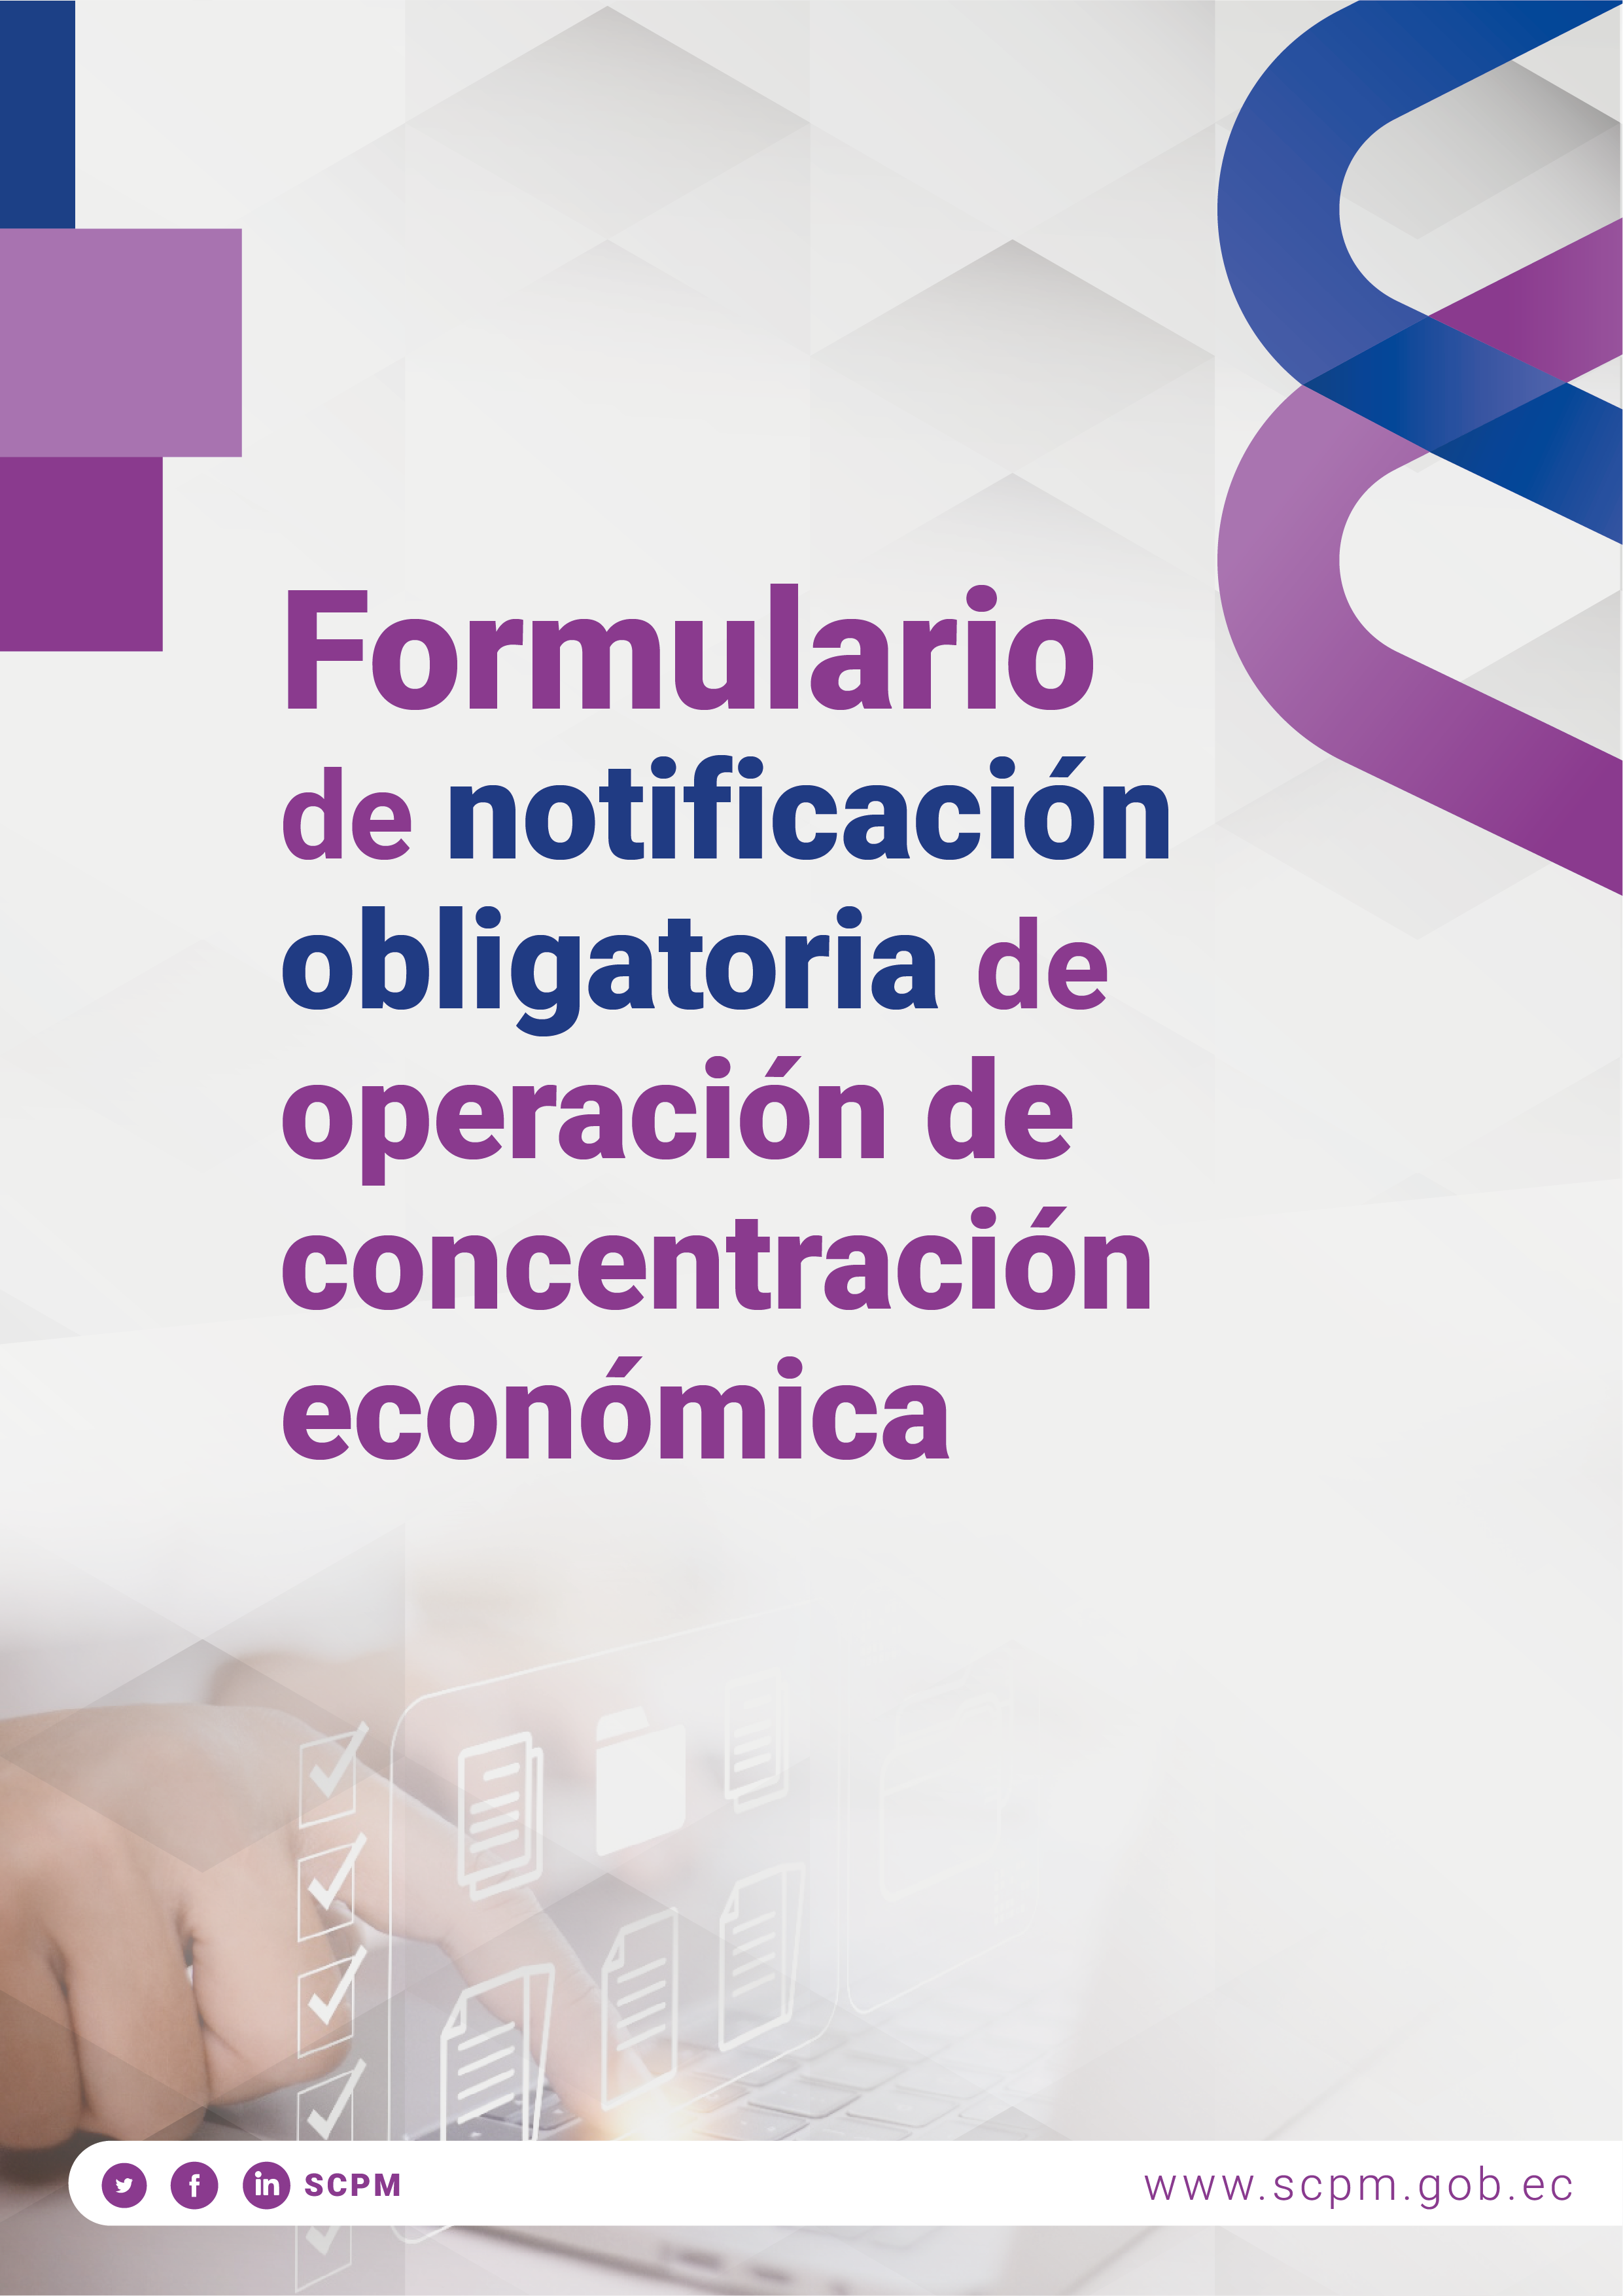 Formulario
de notificación
obligatoria de
operación de
concentración
económica
SCPM
www.scpm.gob.ec